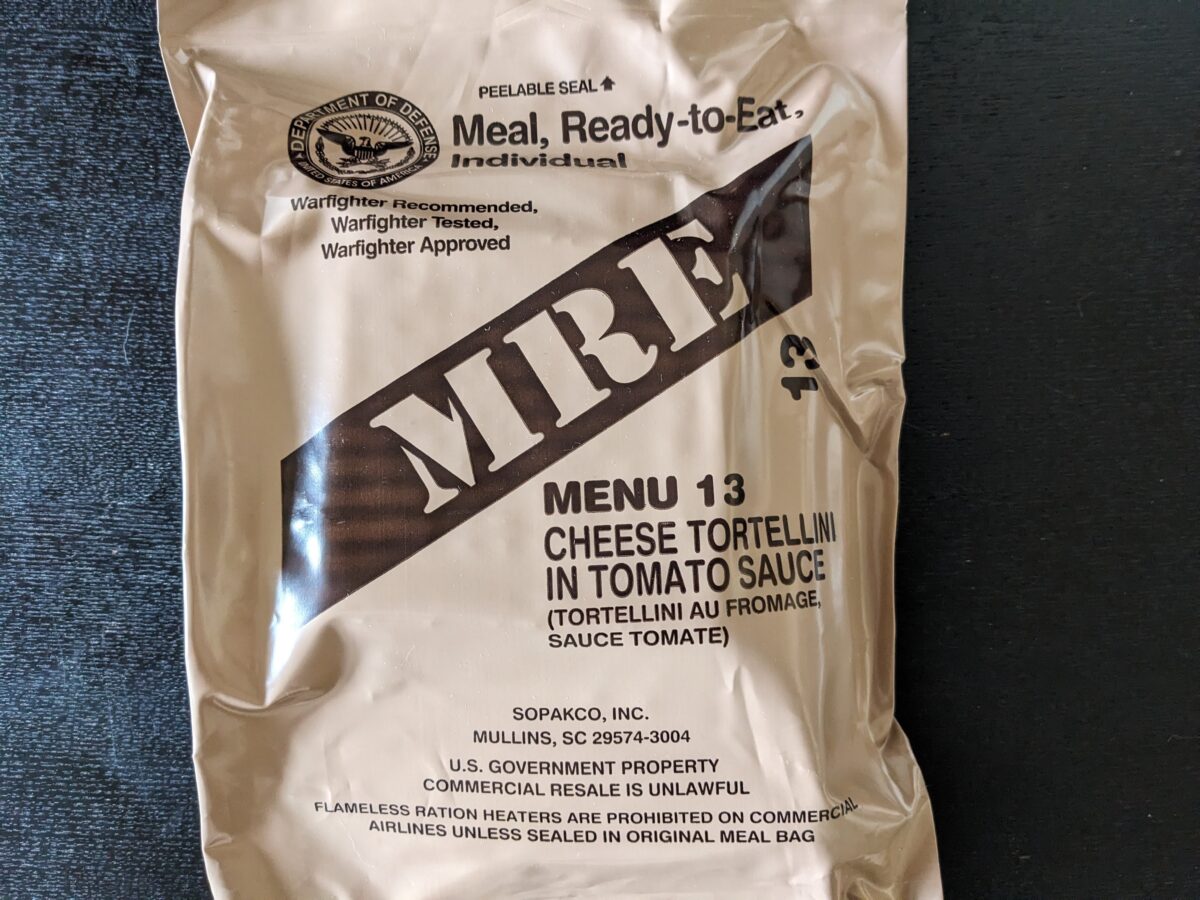 PEELABLE SEAL
DEPARTMENT OF DEFENSE
UNITED STATES OF AMERICA
Meal, Ready-to-Eat,
Individual
Warfighter Recommended,
Warfighter Tested,
Warfighter Approved
MRE
13
MENU 13
CHEESE TORTELLINI
IN TOMATO SAUCE
(TORTELLINI AU FROMAGE,
SAUCE TOMATE)
SOPAKCO, INC.
MULLINS, SC 29574-3004
U.S. GOVERNMENT PROPERTY
COMMERCIAL RESALE IS UNLAWFUL
FLAMELESS RATION HEATERS ARE PROHIBITED ON COMMERCIAL
AIRLINES UNLESS SEALED IN ORIGINAL MEAL BAG